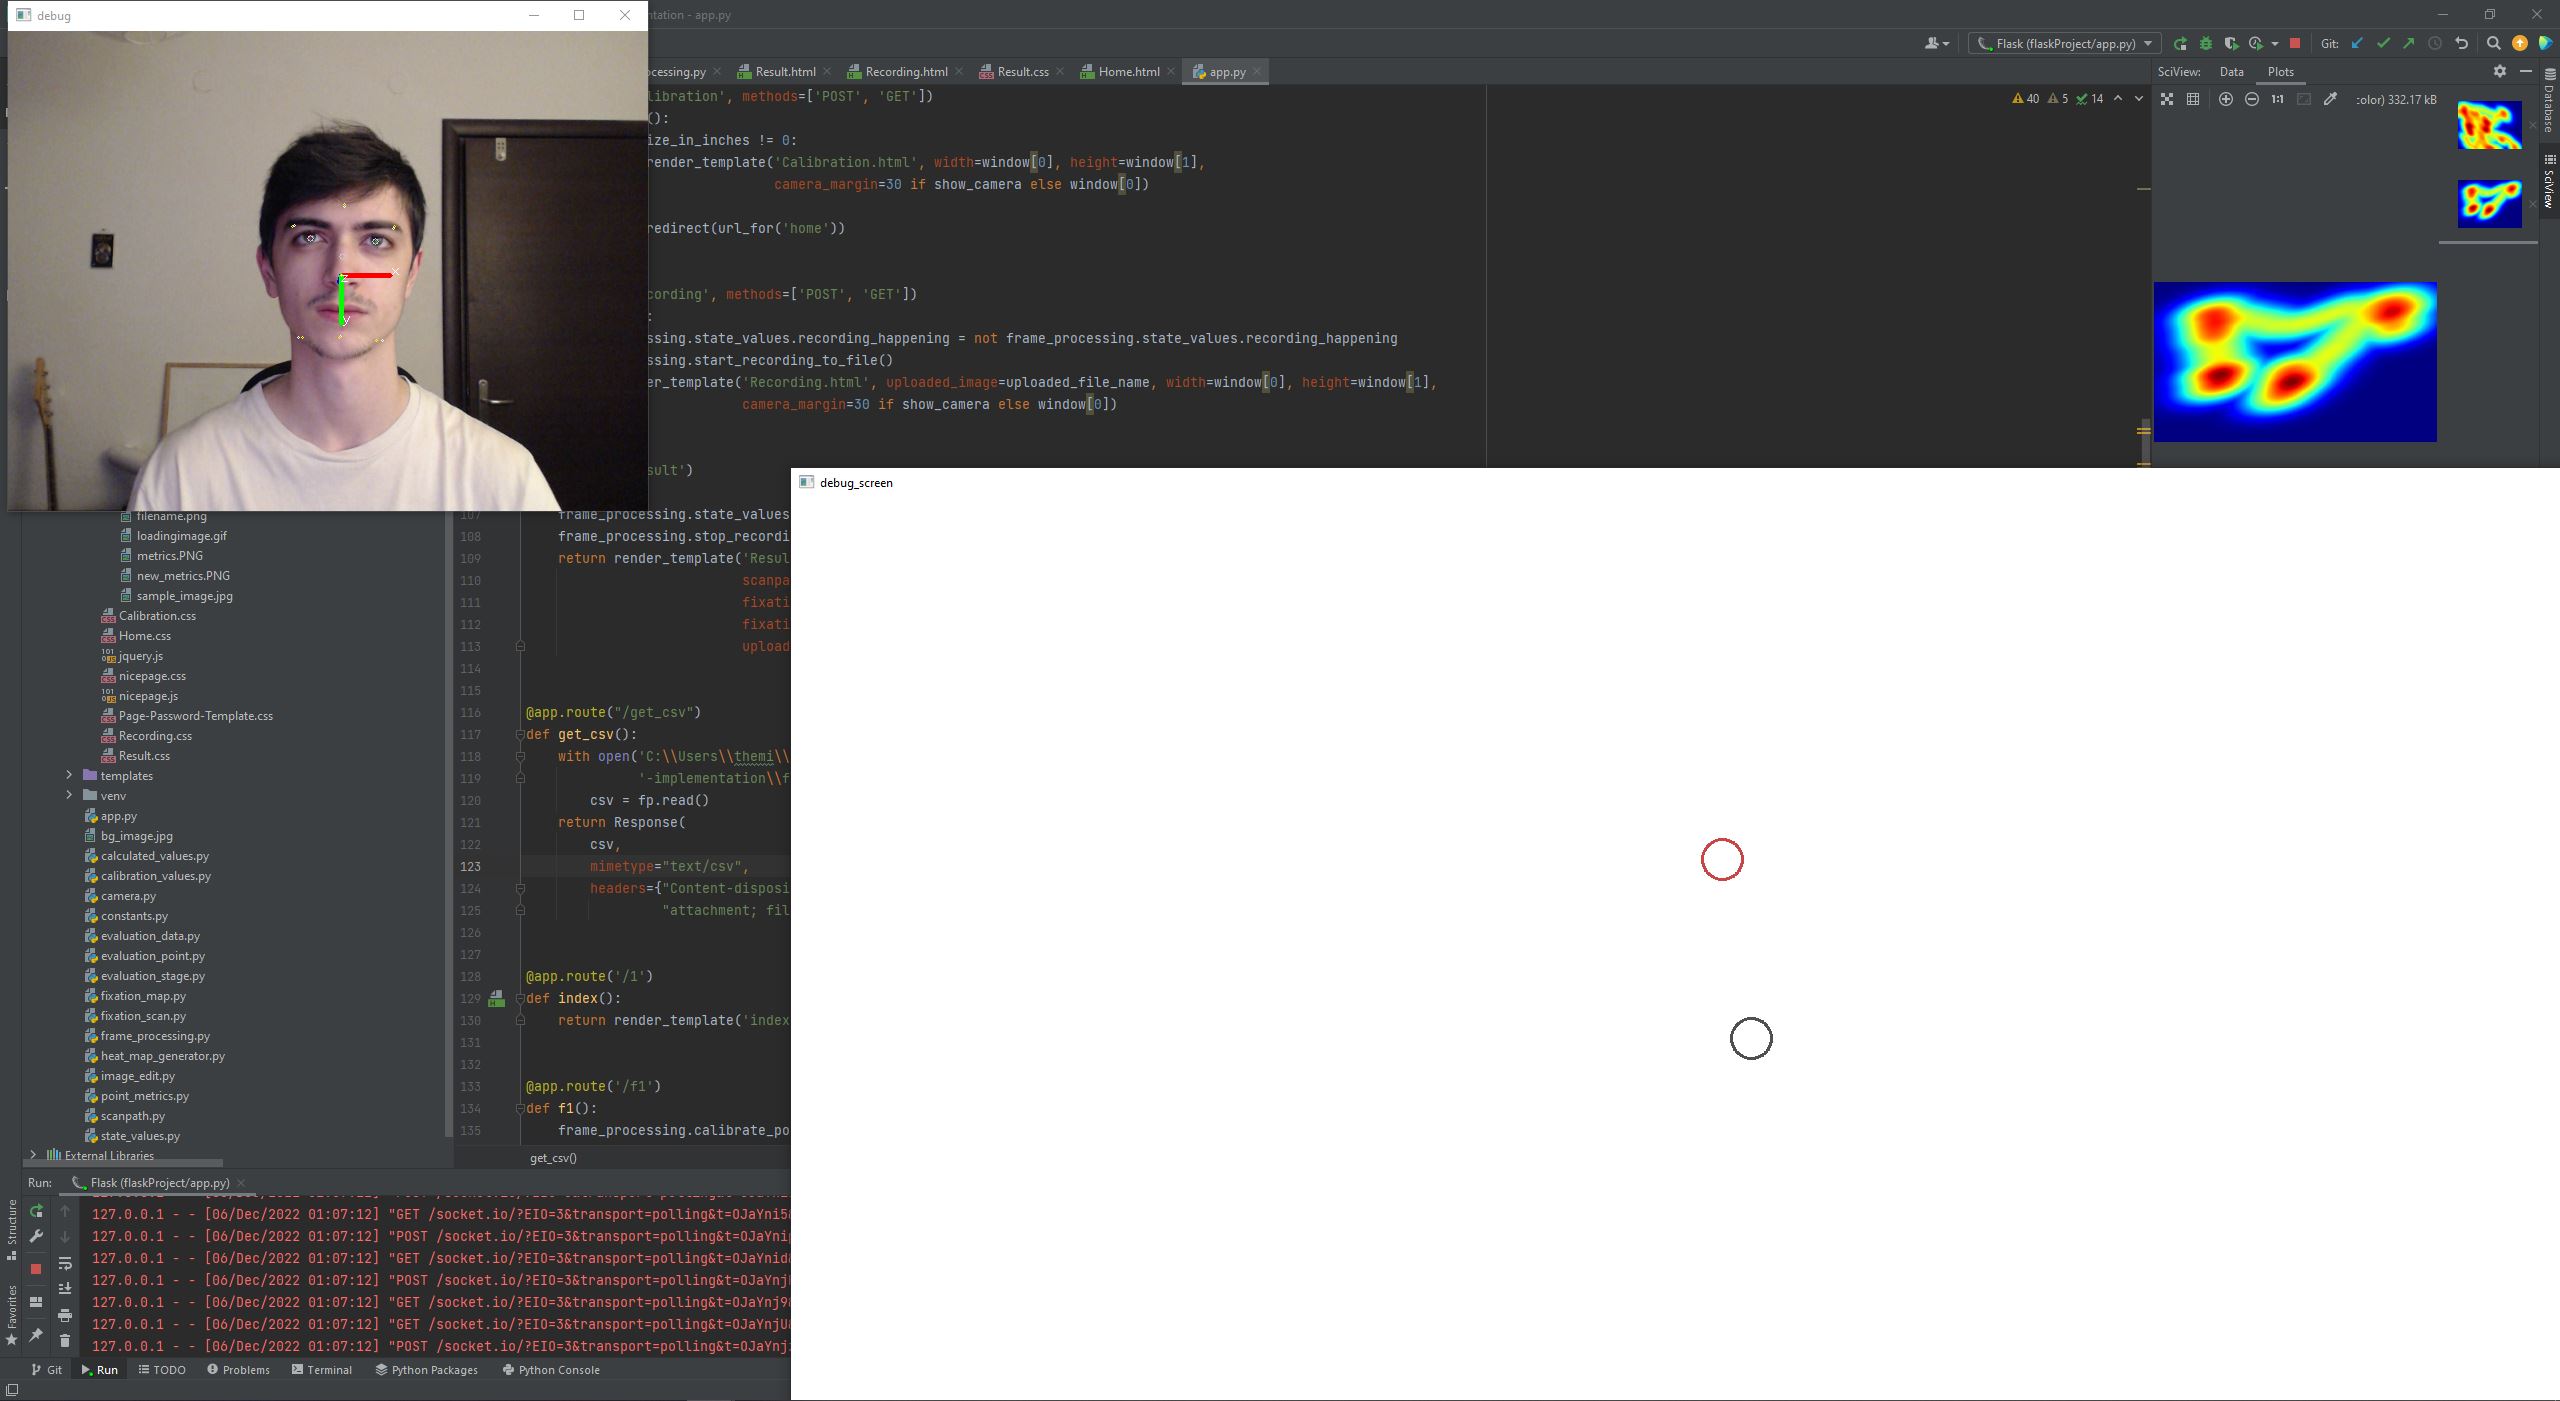 debug
ntation - app.py
Flask (flaskProject/app.py)
Git:
ocessing.py
Result.html
Recording.html
Result.css
Home.html
app.py
SciView:
Data
Plots
libration', methods=['POST', 'GET'])
40
5
14
1:1
:olor) 332.17 kB
Database
SciView
():
ize_in_inches != 0:
render_template('Calibration.html', width=window[0], height=window[1],
camera_margin=30 if show_camera else window[0])
redirect(url_for('home'))
cording', methods=['POST', 'GET'])
:
ssing.state_values.recording_happening = not frame_processing.state_values.recording_happening
ssing.start_recording_to_file()
er_template('Recording.html', uploaded_image=uploaded_file_name, width=window[0], height=window[1],
camera_margin=30 if show_camera else window[0])
sult')
x
z
y
debug_screen
filename.png
loadingimage.gif
metrics.PNG
new_metrics.PNG
sample_image.jpg
Calibration.css
Home.css
jquery.js
nicepage.css
nicepage.js
Page-Password-Template.css
Recording.css
Result.css
templates
venv
app.py
bg_image.jpg
calculated_values.py
calibration_values.py
camera.py
constants.py
evaluation_data.py
evaluation_point.py
evaluation_stage.py
fixation_map.py
fixation_scan.py
frame_processing.py
heat_map_generator.py
image_edit.py
point_metrics.py
scanpath.py
state_values.py
External Libraries
107 frame_processing.state_values
108 frame_processing.stop_recordi
109 return render_template('Resul
110 scanpa
111 fixati
112 fixati
113 upload
114
115
116 @app.route("/get_csv")
117 def get_csv():
118 with open('C:\\Users\\themi\\
119 '-implementation\\f
120 csv = fp.read()
121 return Response(
122 csv,
123 mimetype="text/csv",
124 headers={"Content-disposi
125 "attachment; fil
126
127
128 @app.route('/1')
129 def index():
130 return render_template('index
131
132
133 @app.route('/f1')
134 def f1():
135 frame_processing.calibrate_po
get_csv()
Run:
Flask (flaskProject/app.py)
127.0.0.1 - - [06/Dec/2022 01:07:12] "GET /socket.io/?EIO=3&transport=polling&t=OJaYni5
127.0.0.1 - - [06/Dec/2022 01:07:12] "POST /socket.io/?EIO=3&transport=polling&t=OJaYni
127.0.0.1 - - [06/Dec/2022 01:07:12] "GET /socket.io/?EIO=3&transport=polling&t=OJaYnid
127.0.0.1 - - [06/Dec/2022 01:07:12] "POST /socket.io/?EIO=3&transport=polling&t=OJaYnj
127.0.0.1 - - [06/Dec/2022 01:07:12] "GET /socket.io/?EIO=3&transport=polling&t=OJaYnj9
127.0.0.1 - - [06/Dec/2022 01:07:12] "GET /socket.io/?EIO=3&transport=polling&t=OJaYnjU
127.0.0.1 - - [06/Dec/2022 01:07:12] "POST /socket.io/?EIO=3&transport=polling&t=OJaYnj
Structure
Favorites
Git
Run
TODO
Problems
Terminal
Python Packages
Python Console